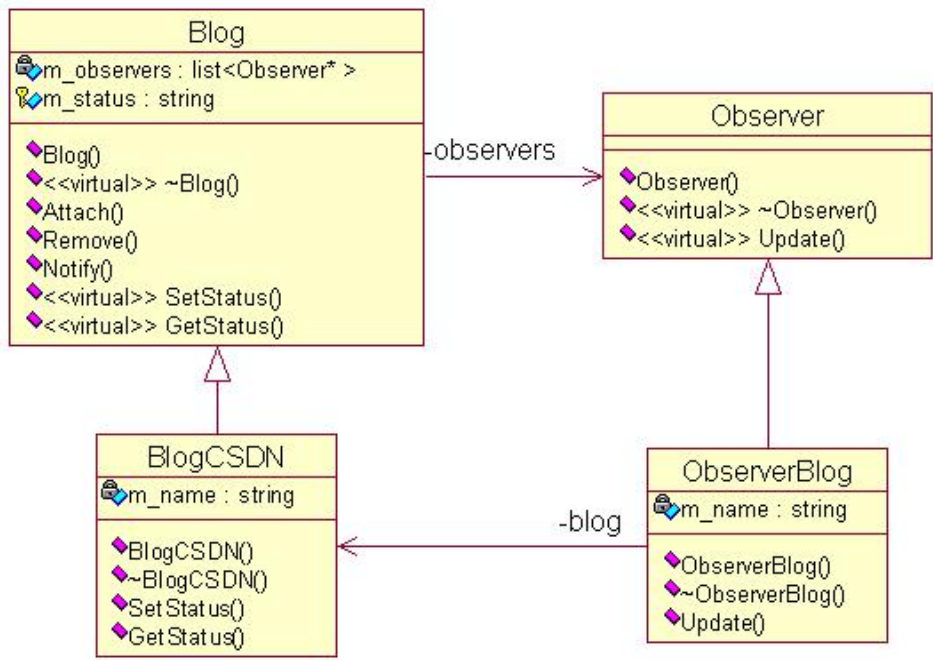 Blog
m_observers : list<Observer* >
m_status : string
Blog()
<<virtual>> ~Blog()
Attach()
Remove()
Notify()
<<virtual>> SetStatus()
<<virtual>> GetStatus()
-observers
Observer
Observer()
<<virtual>> ~Observer()
<<virtual>> Update()
BlogCSDN
m_name : string
BlogCSDN()
~BlogCSDN()
SetStatus()
GetStatus()
-blog
ObserverBlog
m_name : string
ObserverBlog()
~ObserverBlog()
Update()